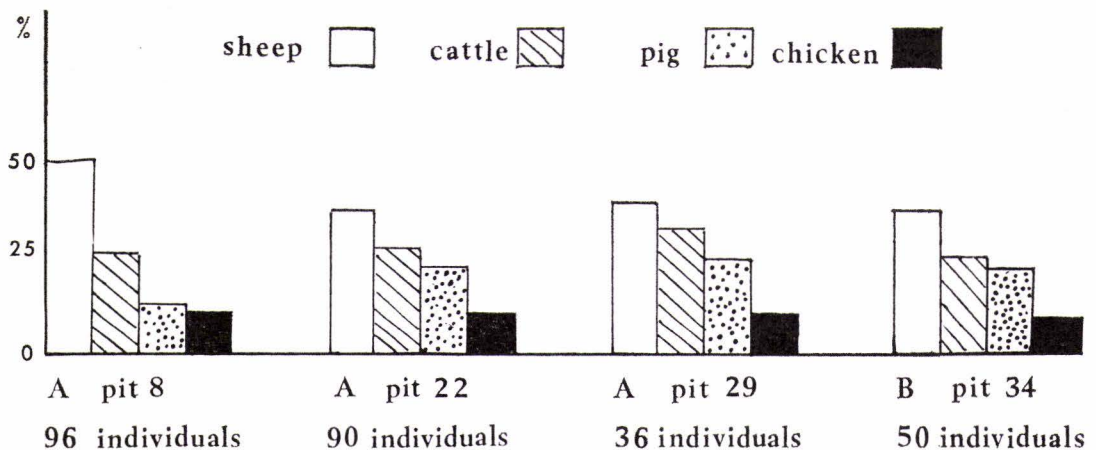 %
sheep cattle pig chicken
50
25
0
A pit 8 A pit 22 A pit 29 B pit 34
96 individuals 90 individuals 36 individuals 50 individuals